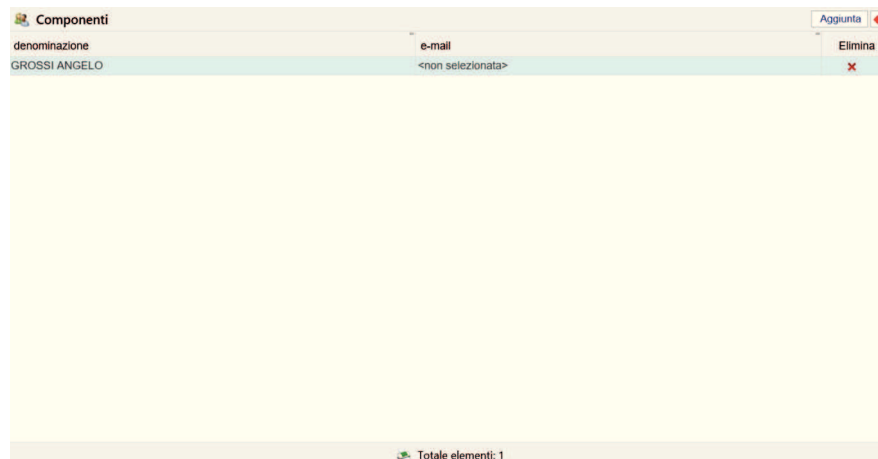 Componenti Aggiunta
denominazione e-mail Elimina
GROSSI ANGELO <non selezionata>
Totale elementi: 1